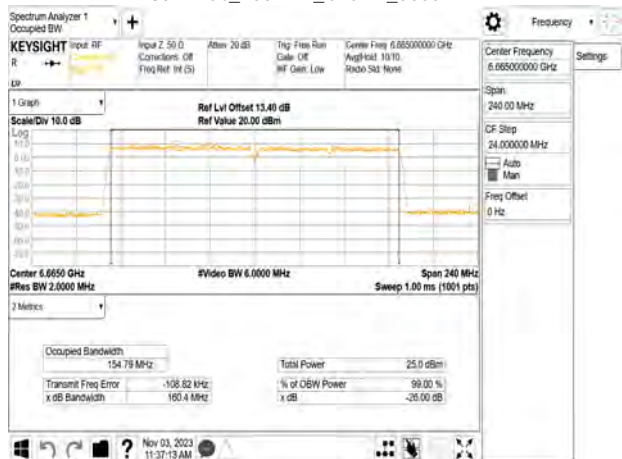 Spectrum Analyzer 1
Occupied BW
Frequency
KEYSIGHT Input: RF
R
Input Z: 50 Ω
Corrections: Off
Freq Ref: Int (S)
Atten: 20 dB
Trig: Free Run
Gate: Off
#IF Gain: Low
Center Freq: 6.665000000 GHz
Avg|Hold: 10/10
Radio Std: None
Center Frequency
6.665000000 GHz
Settings
Span
240.00 MHz
CF Step
24.000000 MHz
Auto
Man
Freq Offset
0 Hz
1 Graph
Scale/Div 10.0 dB
Ref Lvl Offset 13.40 dB
Ref Value 20.00 dBm
Log
Center 6.6650 GHz
#Res BW 2.0000 MHz
#Video BW 6.0000 MHz
Span 240 MHz
Sweep 1.00 ms (1001 pts)
2 Metrics
Occupied Bandwidth
154.79 MHz
Total Power 25.0 dBm
Transmit Freq Error -108.82 kHz
% of OBW Power 99.00 %
x dB Bandwidth 160.4 MHz
x dB -26.00 dB
Nov 03, 2023
11:37:13 AM